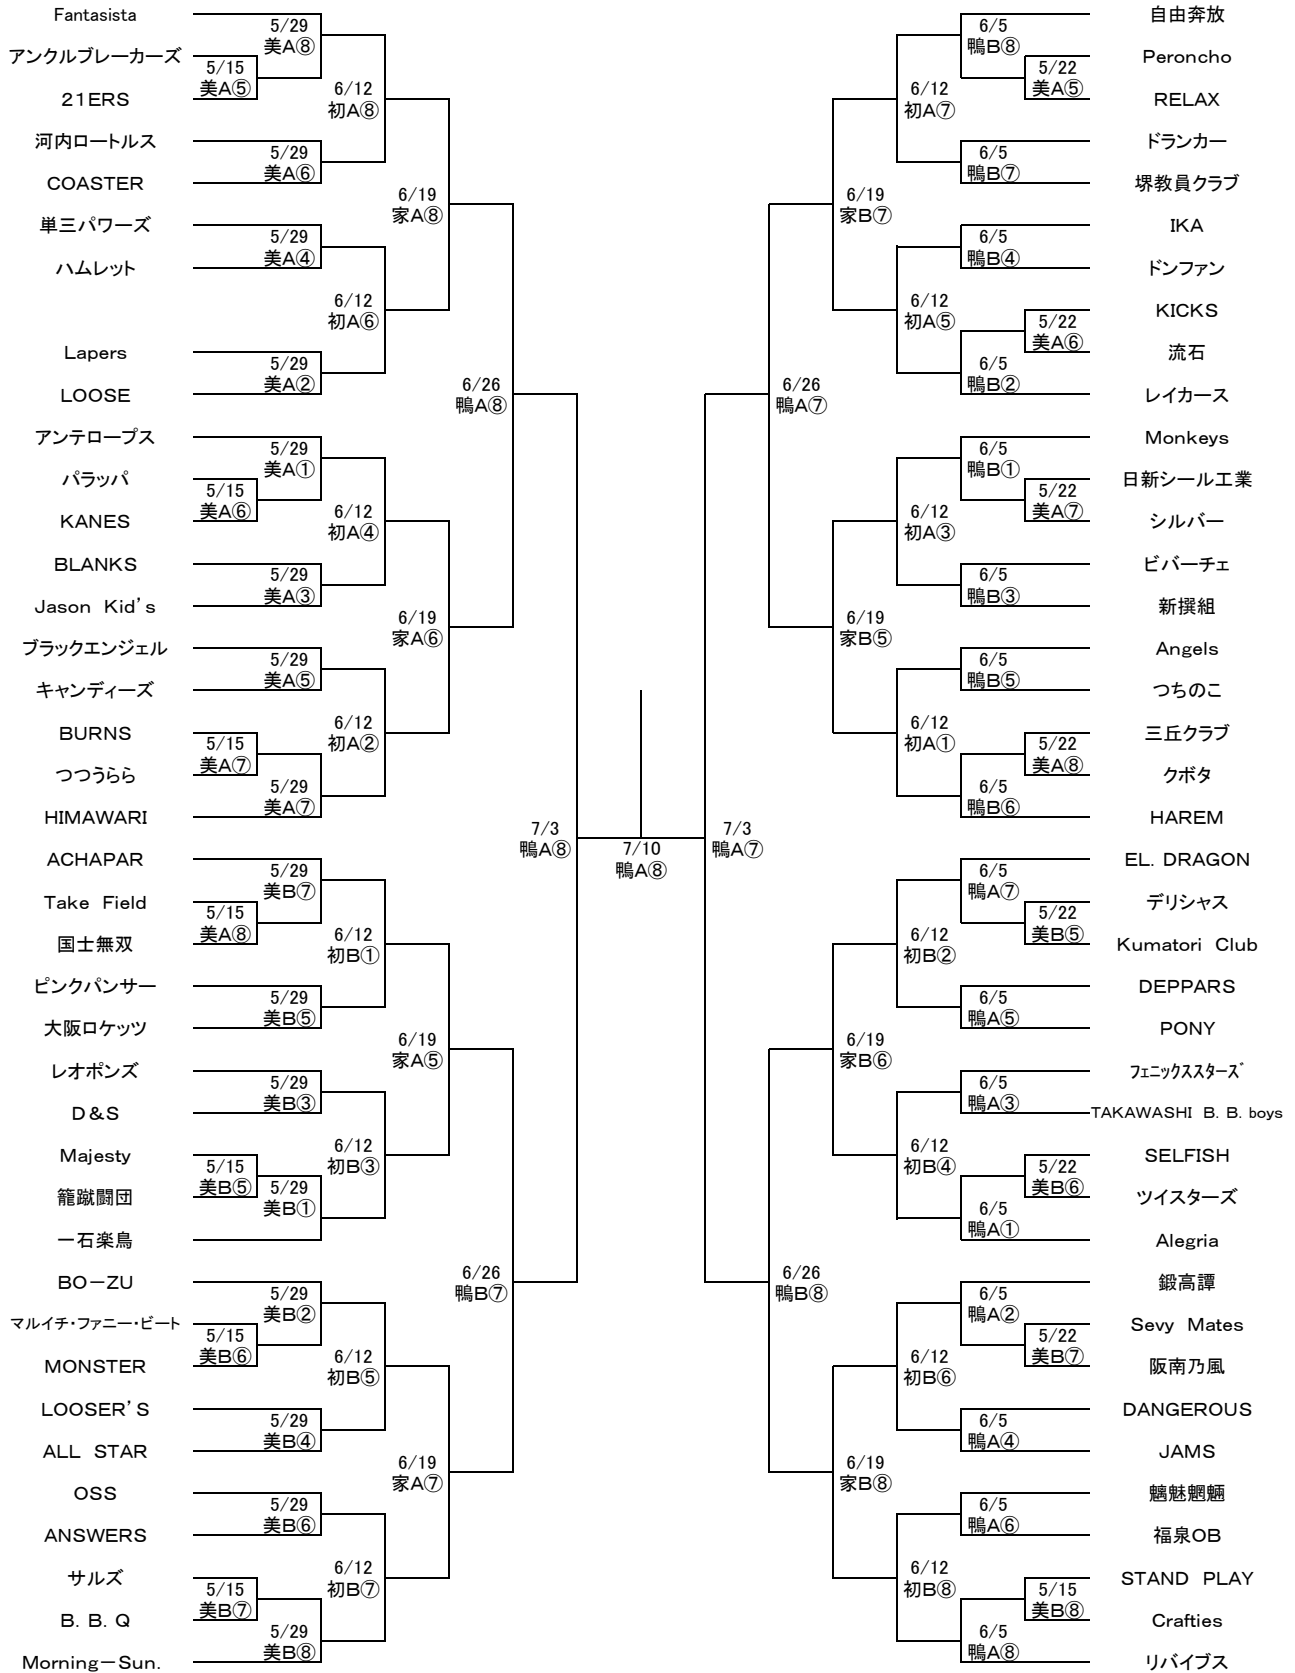 Fantasista
アンクルブレーカーズ
21ERS
河内ロートルス
COASTER
単三パワーズ
ハムレット
Lapers
LOOSE
アンテロープス
パラッパ
KANES
BLANKS
Jason Kid's
ブラックエンジェル
キャンディーズ
BURNS
つつうらら
HIMAWARI
ACHAPAR
Take Field
国士無双
ピンクパンサー
大阪ロケッツ
レオポンズ
D&S
Majesty
籠蹴闘団
一石楽鳥
BO-ZU
マルイチ・ファニー・ビート
MONSTER
LOOSER'S
ALL STAR
OSS
ANSWERS
サルズ
B.B.Q
Morning-Sun.
5/15
美A⑤
5/15
美A⑥
5/15
美A⑦
5/15
美A⑧
5/15
美B⑤
5/15
美B⑥
5/15
美B⑦
5/29
美A⑧
5/29
美A⑥
5/29
美A④
5/29
美A②
5/29
美A①
5/29
美A③
5/29
美A⑤
5/29
美A⑦
5/29
美B⑦
5/29
美B⑤
5/29
美B③
5/29
美B①
5/29
美B②
5/29
美B④
5/29
美B⑥
5/29
美B⑧
6/12
初A⑧
6/12
初A⑥
6/12
初A④
6/12
初A②
6/12
初B①
6/12
初B③
6/12
初B⑤
6/12
初B⑦
6/19
家A⑧
6/19
家A⑥
6/19
家A⑤
6/19
家A⑦
6/26
鴨A⑧
6/26
鴨B⑦
7/3
鴨A⑧
7/10
鴨A⑧
7/3
鴨A⑦
6/26
鴨A⑦
6/26
鴨B⑧
6/19
家B⑦
6/19
家B⑤
6/19
家B⑥
6/19
家B⑧
6/12
初A⑦
6/12
初A⑤
6/12
初A③
6/12
初A①
6/12
初B②
6/12
初B④
6/12
初B⑥
6/12
初B⑧
6/5
鴨B⑧
6/5
鴨B⑦
6/5
鴨B④
6/5
鴨B②
6/5
鴨B①
6/5
鴨B③
6/5
鴨B⑤
6/5
鴨B⑥
6/5
鴨A⑦
6/5
鴨A⑤
6/5
鴨A③
6/5
鴨A①
6/5
鴨A②
6/5
鴨A④
6/5
鴨A⑥
6/5
鴨A⑧
5/22
美A⑤
5/22
美A⑥
5/22
美A⑦
5/22
美A⑧
5/22
美B⑤
5/22
美B⑥
5/22
美B⑦
5/15
美B⑧
自由奔放
Peroncho
RELAX
ドランカー
堺教員クラブ
IKA
ドンファン
KICKS
流石
レイカース
Monkeys
日新シール工業
シルバー
ビバーチェ
新撰組
Angels
つちのこ
三丘クラブ
クボタ
HAREM
EL.DRAGON
デリシャス
Kumatori Club
DEPPARS
PONY
フェニックススターズ
TAKAWASHI B.B.boys
SELFISH
ツイスターズ
Alegria
鍛高譚
Sevy Mates
阪南乃風
DANGEROUS
JAMS
魑魅魍魎
福泉OB
STAND PLAY
Crafties
リバイブス